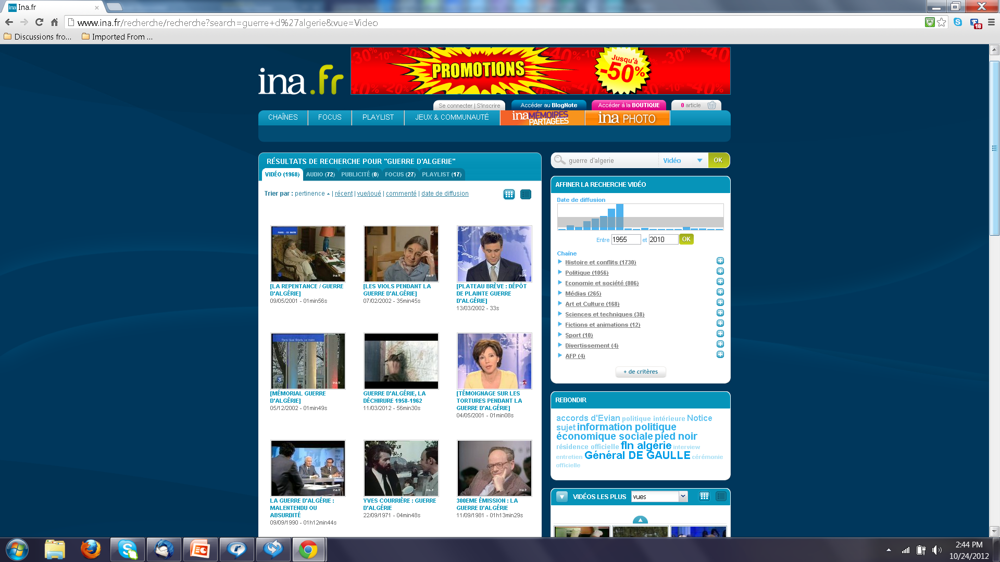 Ina.fr
www.ina.fr/recherche/recherche?search=guerre+d%27algerie&vue=Video
18
Discussions fro...
Imported From ...
ina.fr
PROMOTIONS
Jusqu'à
-50%
Se connecter | S'inscrire
Accéder au BlogNote
Accéder à la BOUTIQUE
0 article
CHAÎNES
FOCUS
PLAYLIST
JEUX & COMMUNAUTÉ
ina MÉMOIRES PARTAGÉES
ina PHOTO
RÉSULTATS DE RECHERCHE POUR "GUERRE D'ALGERIE"
VIDÉO (1968)
AUDIO (72)
PUBLICITÉ (0)
FOCUS (27)
PLAYLIST (17)
Trier par : pertinence | récent | vue/joué | commenté | date de diffusion
PARIS - CE MATIN
[LA REPENTANCE / GUERRE
D'ALGÉRIE]
09/05/2001 - 01min56s
[LES VIOLS PENDANT LA
GUERRE D'ALGÉRIE]
07/02/2002 - 35min45s
[PLATEAU BRÈVE : DÉPÔT
DE PLAINTE GUERRE
D'ALGÉRIE]
13/03/2002 - 33s
Paris Quai Branly ce matin
[MÉMORIAL GUERRE
D'ALGÉRIE]
05/12/2002 - 01min49s
GUERRE D'ALGÉRIE, LA
DÉCHIRURE 1958-1962
11/03/2012 - 56min30s
[TÉMOIGNAGE SUR LES
TORTURES PENDANT LA
GUERRE D'ALGÉRIE]
04/05/2001 - 01min08s
LA GUERRE D'ALGÉRIE :
MALENTENDU OU
ABSURDITÉ
09/09/1990 - 01h12min44s
YVES COURRIÈRE : GUERRE
D'ALGÉRIE
22/09/1971 - 04min48s
300EME ÉMISSION : LA
GUERRE D'ALGÉRIE
11/09/1981 - 01h13min29s
guerre d'algerie
Vidéo
OK
AFFINER LA RECHERCHE VIDÉO
Date de diffusion
Entre 1955 et 2010 OK
Chaîne
Histoire et conflits (1730)
Politique (1056)
Economie et société (806)
Médias (265)
Art et Culture (168)
Sciences et techniques (38)
Fictions et animations (12)
Sport (10)
Divertissement (4)
AFP (4)
+ de critères
REBONDIR
accords d'Evian politique intérieure Notice
sujet information politique
économique sociale pied noir
résidence officielle fln algérie interview
entretien Général DE GAULLE cérémonie
officielle
VIDÉOS LES PLUS vues
2:44 PM
10/24/2012